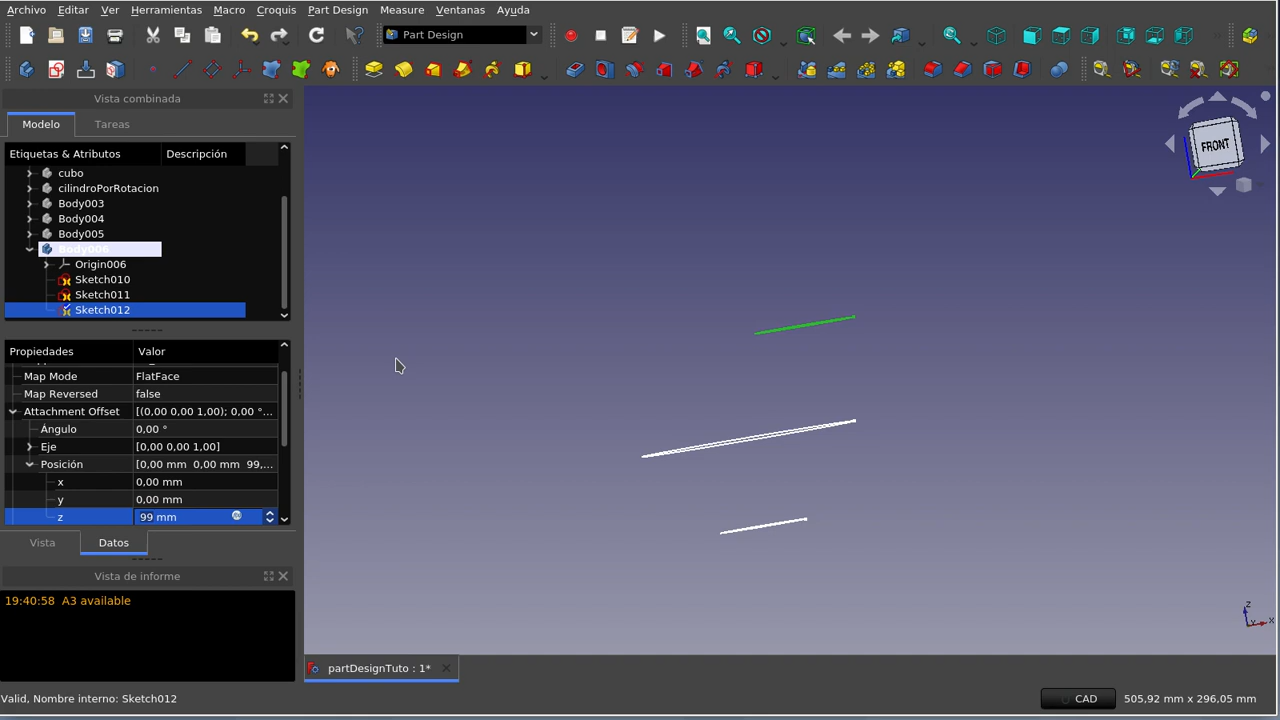 Archivo Editar Ver Herramientas Macro Croquis Part Design Measure Ventanas Ayuda
Part Design
Vista combinada
Modelo Tareas
Etiquetas & Atributos Descripción
cubo
cilindroPorRotacion
Body003
Body004
Body005
Body006
Origin006
Sketch010
Sketch011
Sketch012
Propiedades Valor
Map Mode FlatFace
Map Reversed false
Attachment Offset [(0,00 0,00 1,00); 0,00 °...
Ángulo 0,00 °
Eje [0,00 0,00 1,00]
Posición [0,00 mm 0,00 mm 99,...
x 0,00 mm
y 0,00 mm
z 99 mm
Vista Datos
Vista de informe
19:40:58 A3 available
FRONT
z
Y
X
partDesignTuto : 1*
Valid, Nombre interno: Sketch012
CAD 505,92 mm x 296,05 mm